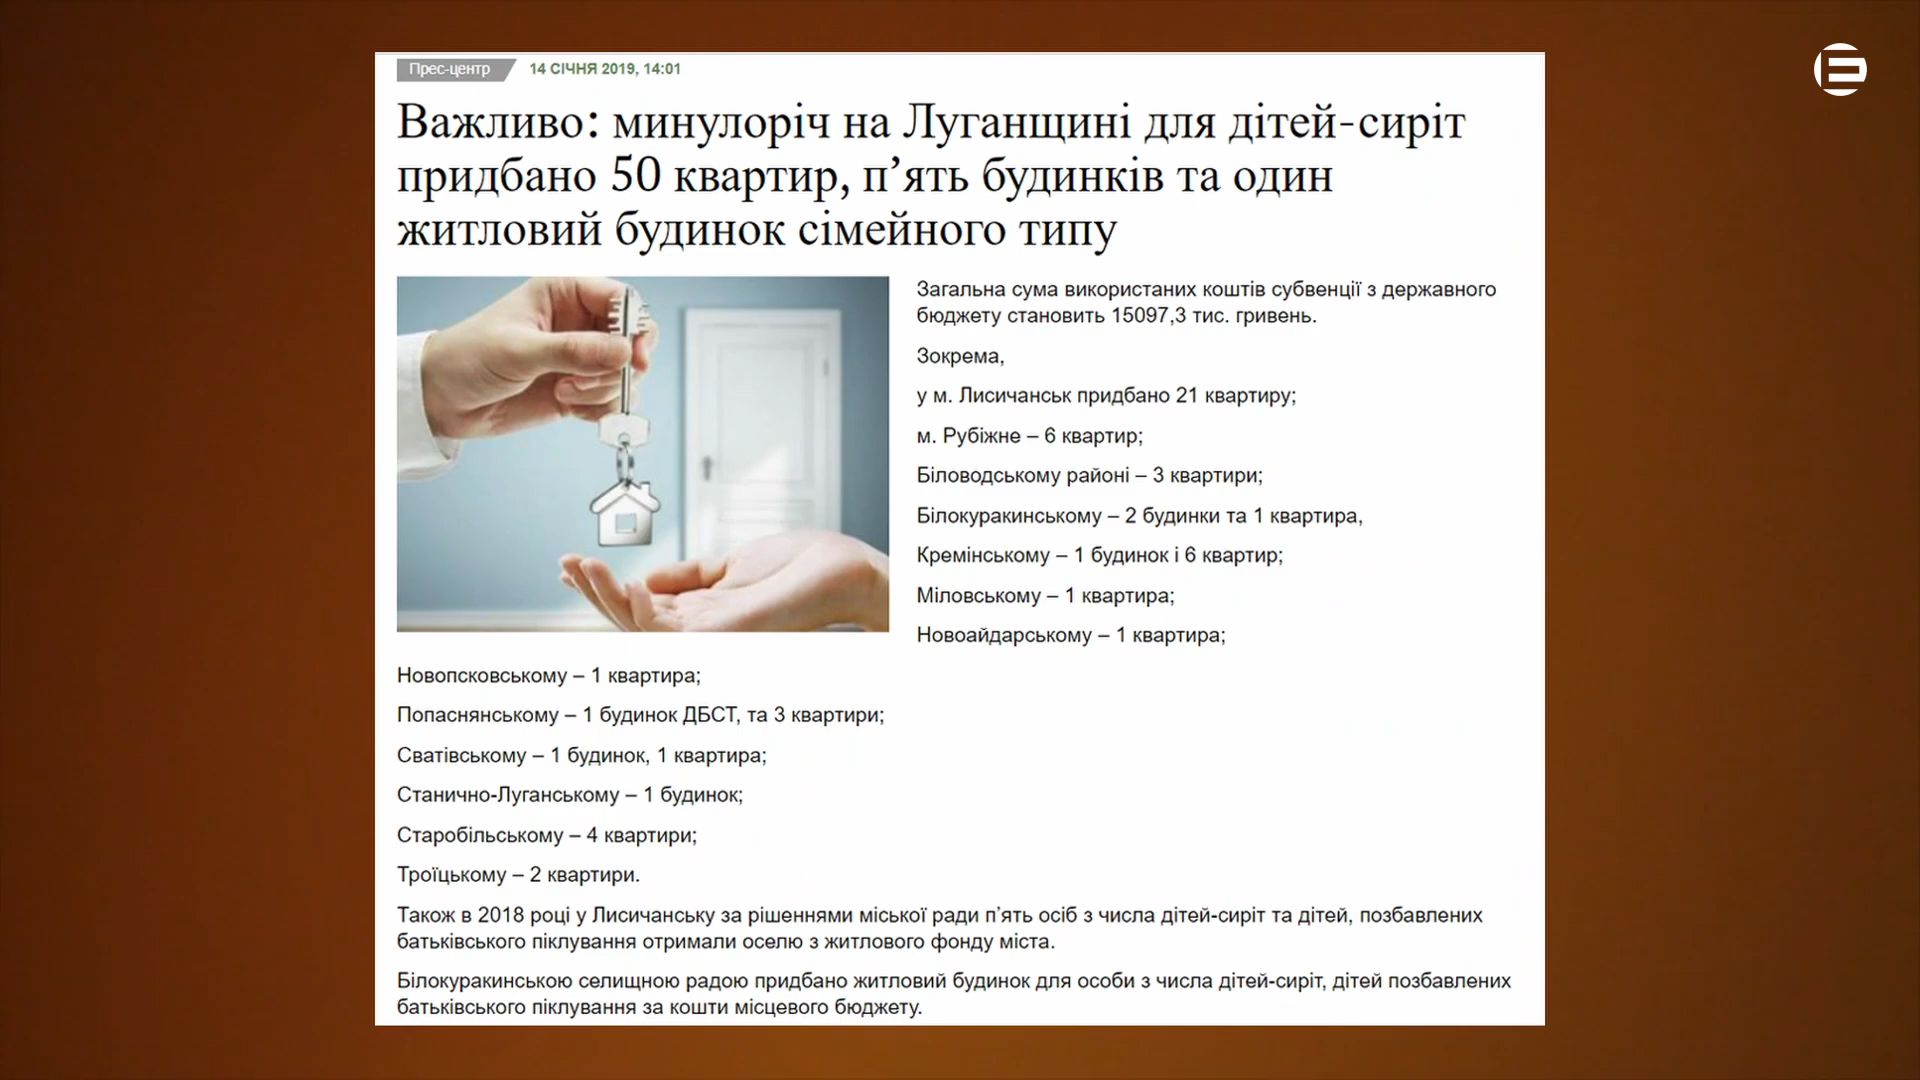 Прес-центр
14 СІЧНЯ 2019, 14:01
Важливо: минулоріч на Луганщині для дітей-сиріт
придбано 50 квартир, п’ять будинків та один
житловий будинок сімейного типу
Загальна сума використаних коштів субвенції з державного
бюджету становить 15097,3 тис. гривень.
Зокрема,
у м. Лисичанськ придбано 21 квартиру;
м. Рубіжне – 6 квартир;
Біловодському районі – 3 квартири;
Білокуракинському – 2 будинки та 1 квартира,
Кремінському – 1 будинок і 6 квартир;
Міловському – 1 квартира;
Новоайдарському – 1 квартира;
Новопсковському – 1 квартира;
Попаснянському – 1 будинок ДБСТ, та 3 квартири;
Сватівському – 1 будинок, 1 квартира;
Станично-Луганському – 1 будинок;
Старобільському – 4 квартири;
Троїцькому – 2 квартири.
Також в 2018 році у Лисичанську за рішеннями міської ради п’ять осіб з числа дітей-сиріт та дітей, позбавлених
батьківського піклування отримали оселю з житлового фонду міста.
Білокуракинською селищною радою придбано житловий будинок для особи з числа дітей-сиріт, дітей позбавлених
батьківського піклування за кошти місцевого бюджету.